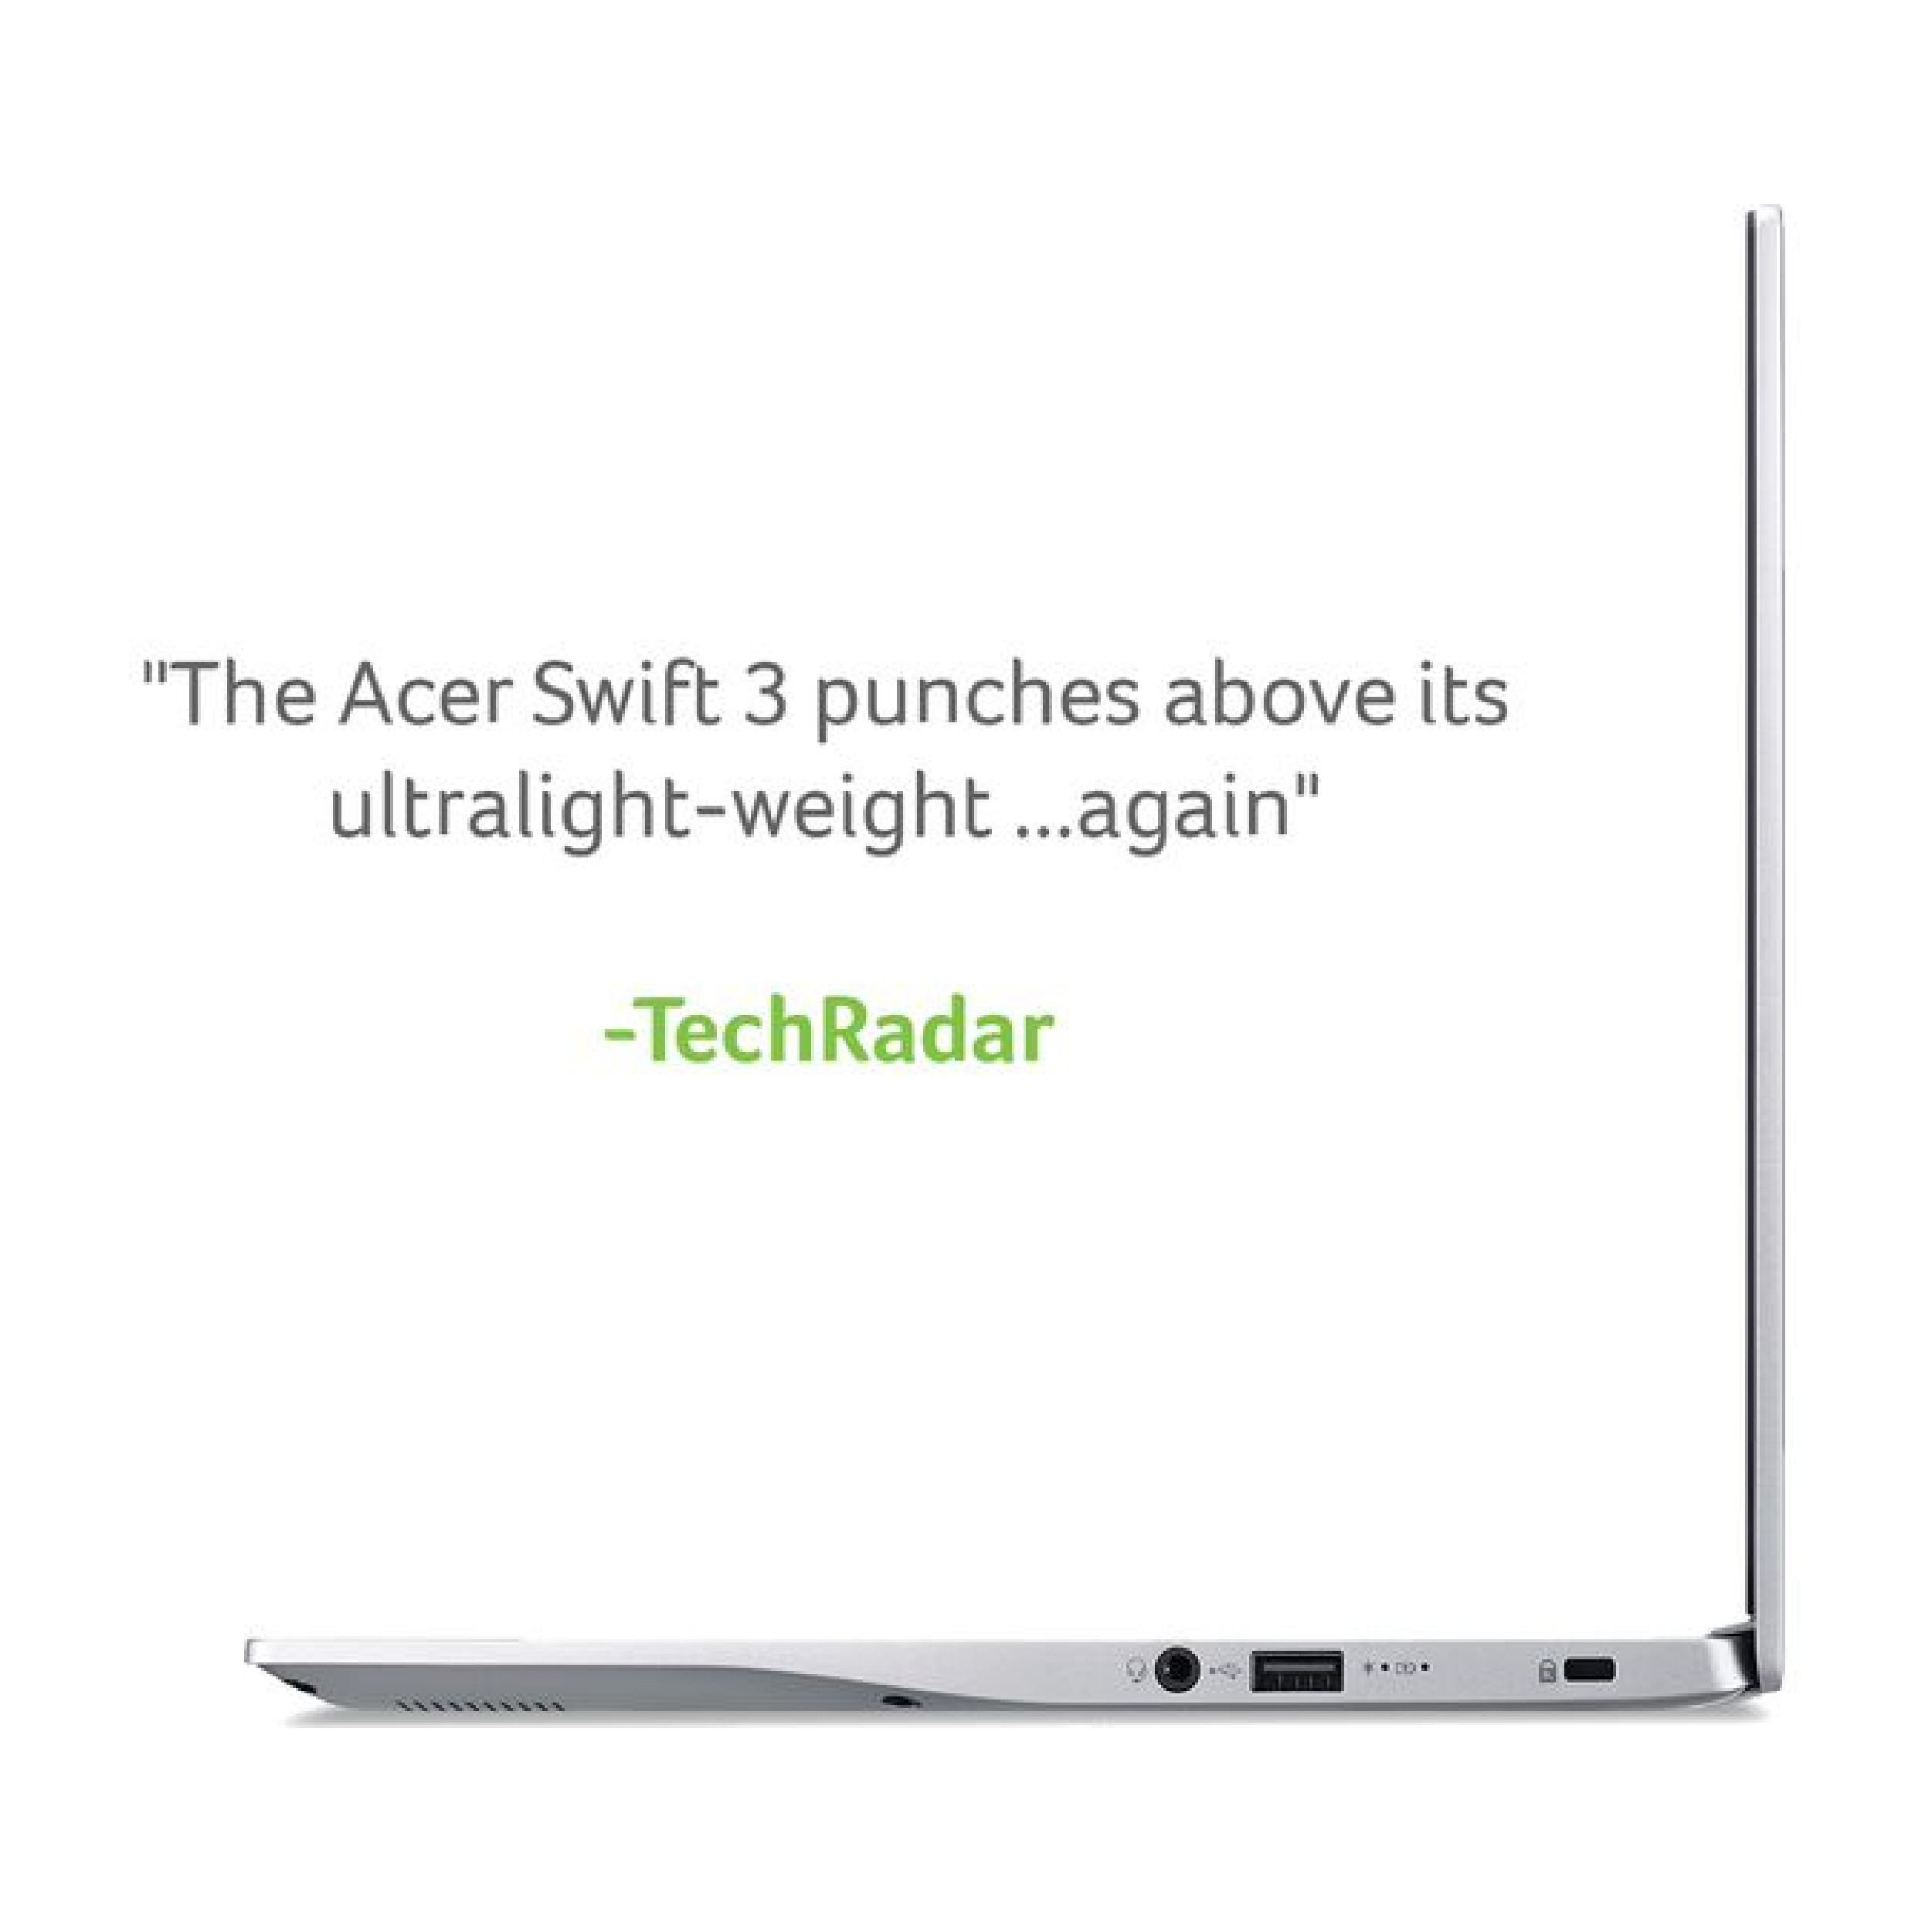 "The Acer Swift 3 punches above its
ultralight-weight ...again"
-TechRadar